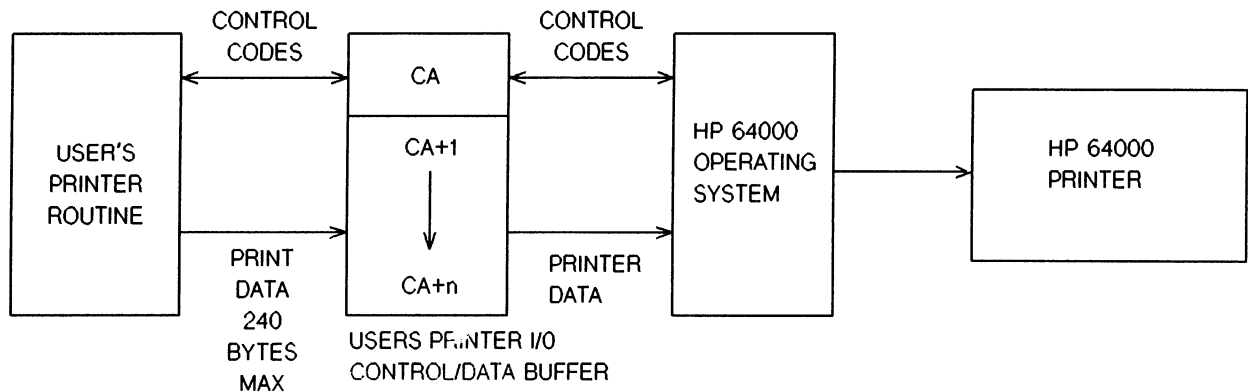 CONTROL
CODES
CONTROL
CODES
CA
USER'S
PRINTER
ROUTINE
CA+1
CA+n
HP 64000
OPERATING
SYSTEM
HP 64000
PRINTER
PRINT
DATA
240
BYTES
MAX
PRINTER
DATA
USERS PRINTER I/O
CONTROL/DATA BUFFER